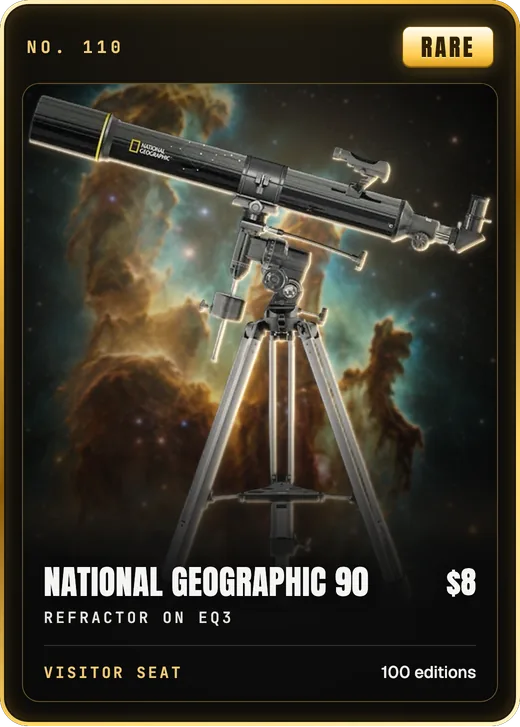 NO. 110
RARE
NATIONAL
GEOGRAPHIC
NATIONAL GEOGRAPHIC 90
$8
REFRACTOR ON EQ3
VISITOR SEAT
100 editions